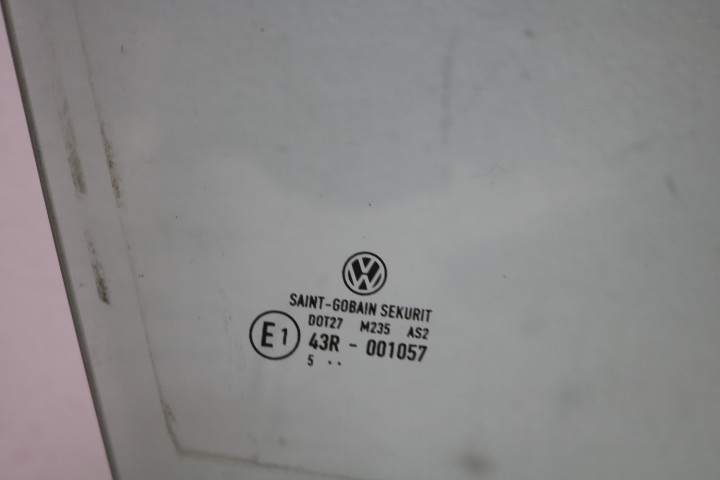 SAINT-GOBAIN SEKURIT
DOT27 M235 AS2
E1 43R - 001057
5 ··